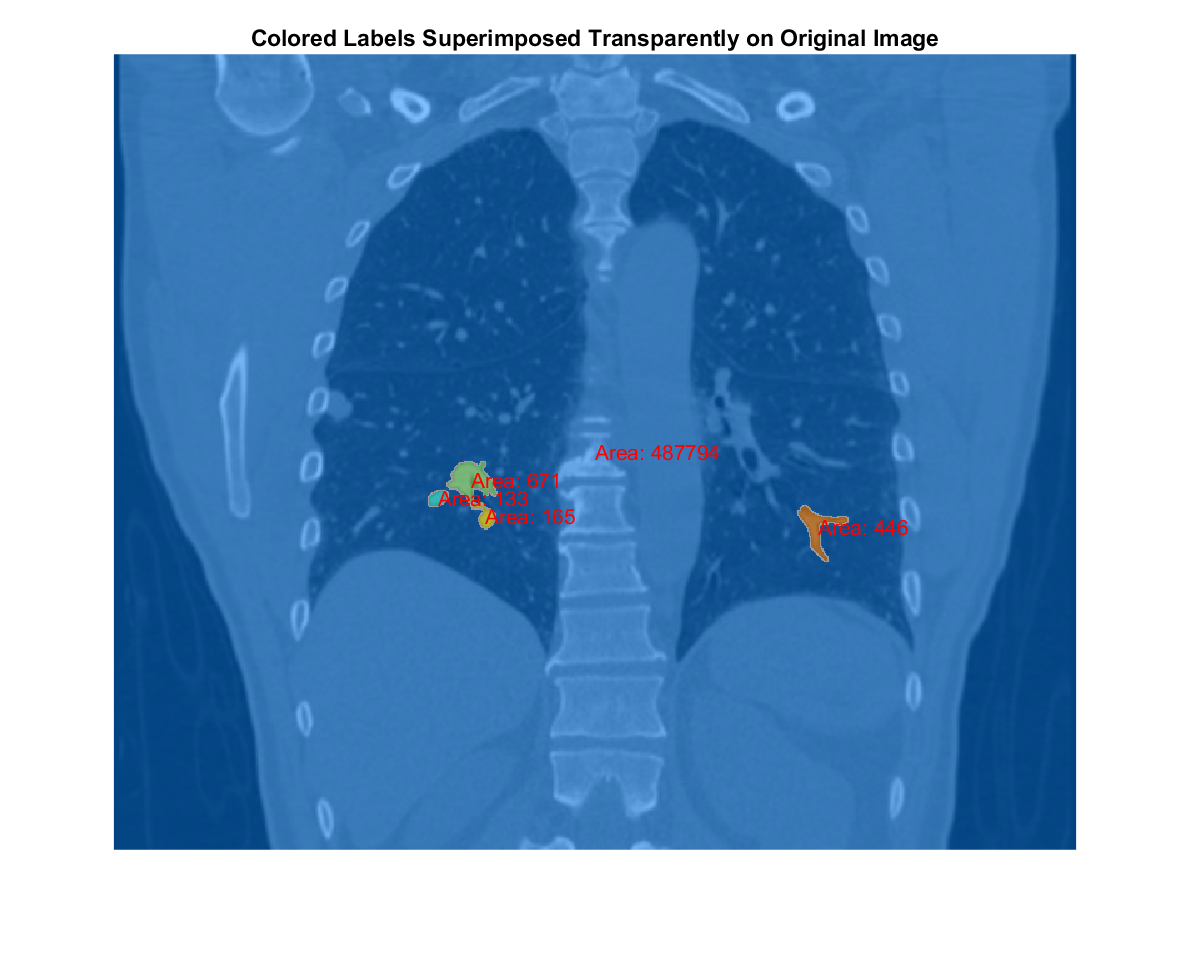 Colored Labels Superimposed Transparently on Original Image
Area: 487794
Area: 671
Area: 133
Area: 165
Area: 446